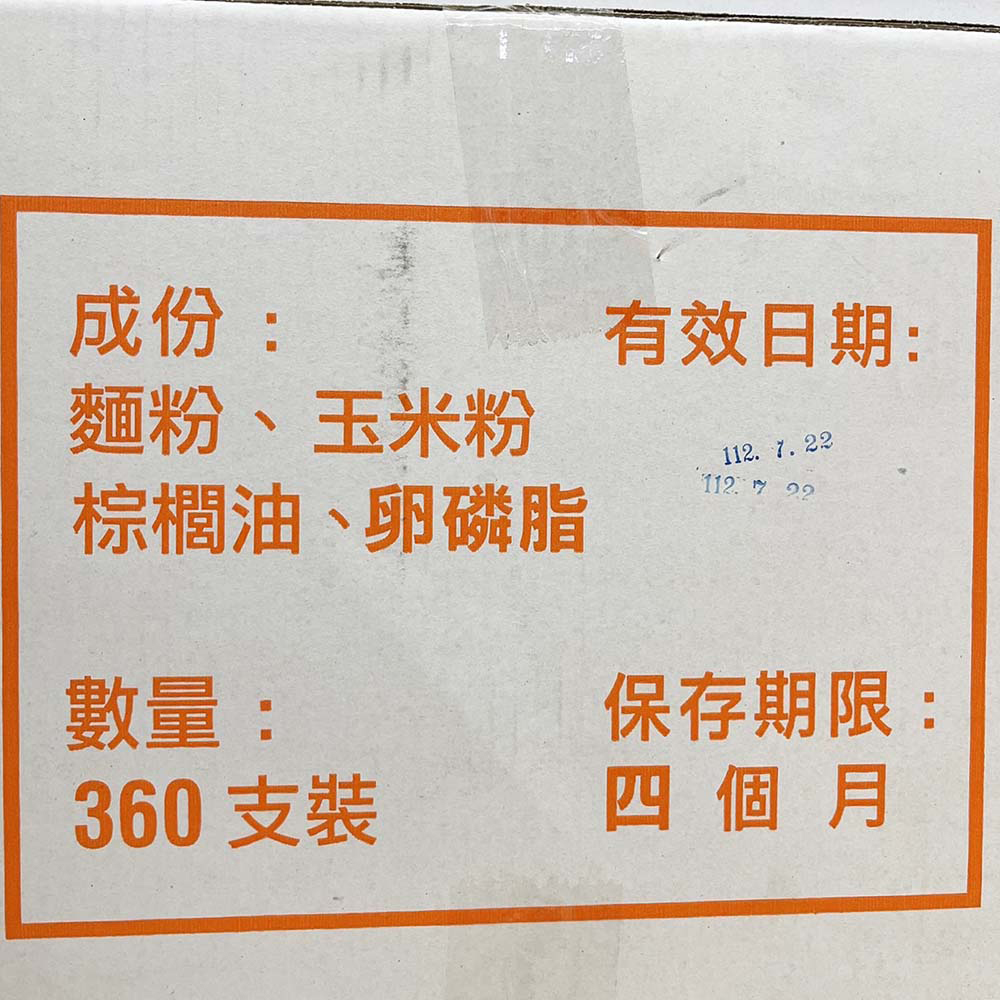 成份：
麵粉、玉米粉
棕櫚油、卵磷脂
有效日期：
112. 7. 22
112. 7 22
數量：
360 支裝
保存期限：
四個月